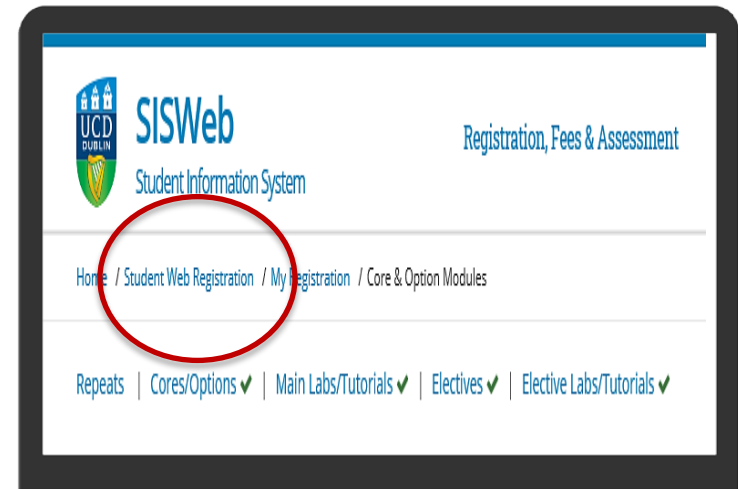 UCD
DUBLIN
SISWeb
Student Information System
Registration, Fees & Assessment
Home / Student Web Registration / My Registration / Core & Option Modules
Repeats | Cores/Options ✔ | Main Labs/Tutorials ✔ | Electives ✔ | Elective Labs/Tutorials ✔